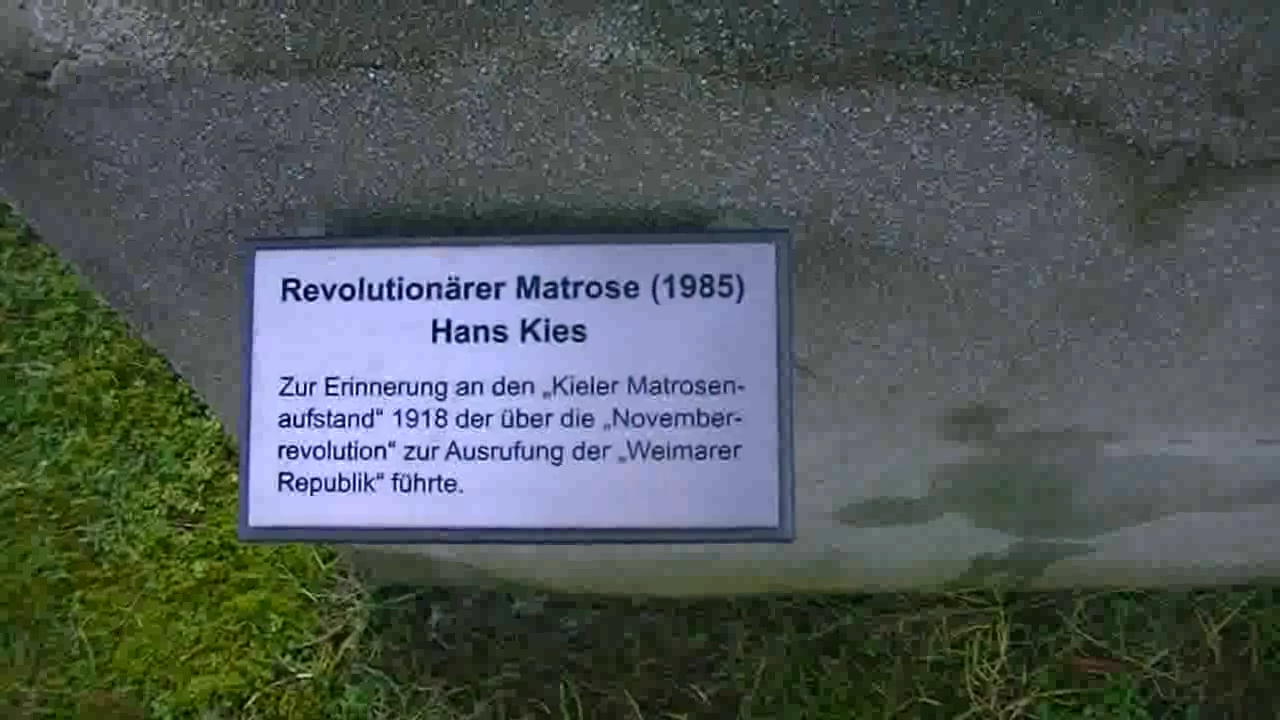 Revolutionärer Matrose (1985)
Hans Kies
Zur Erinnerung an den „Kieler Matrosen-
aufstand“ 1918 der über die „November-
revolution“ zur Ausrufung der „Weimarer
Republik“ führte.